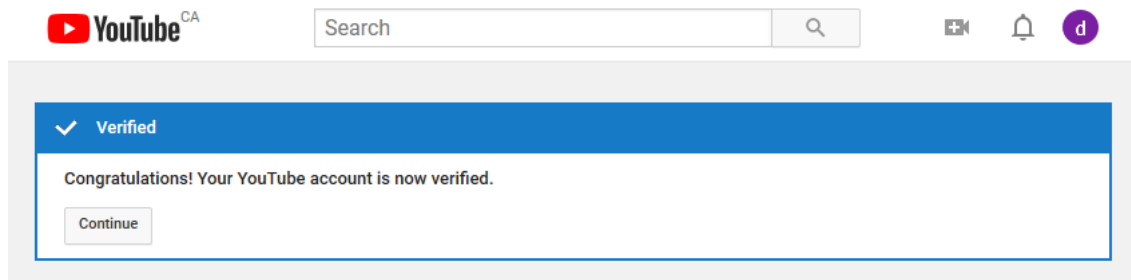 YouTube CA
Search
d
Verified
Congratulations! Your YouTube account is now verified.
Continue